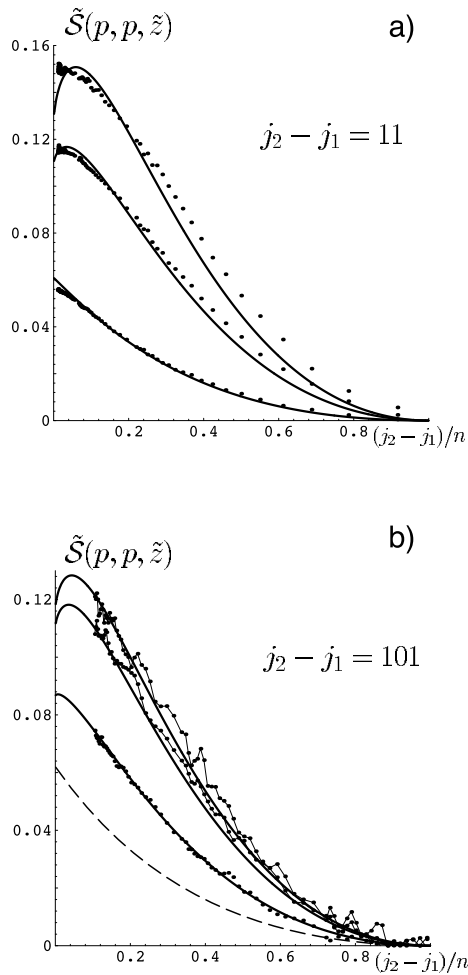 S̃(p, p, z̃)
a)
0.16
0.12
0.08
0.04
0
j₂ − j₁ = 11
0.2 0.4 0.6 0.8 (j₂ − j₁)/n
S̃(p, p, z̃)
b)
0.12
0.08
0.04
0
j₂ − j₁ = 101
0.2 0.4 0.6 0.8 (j₂ − j₁)/n